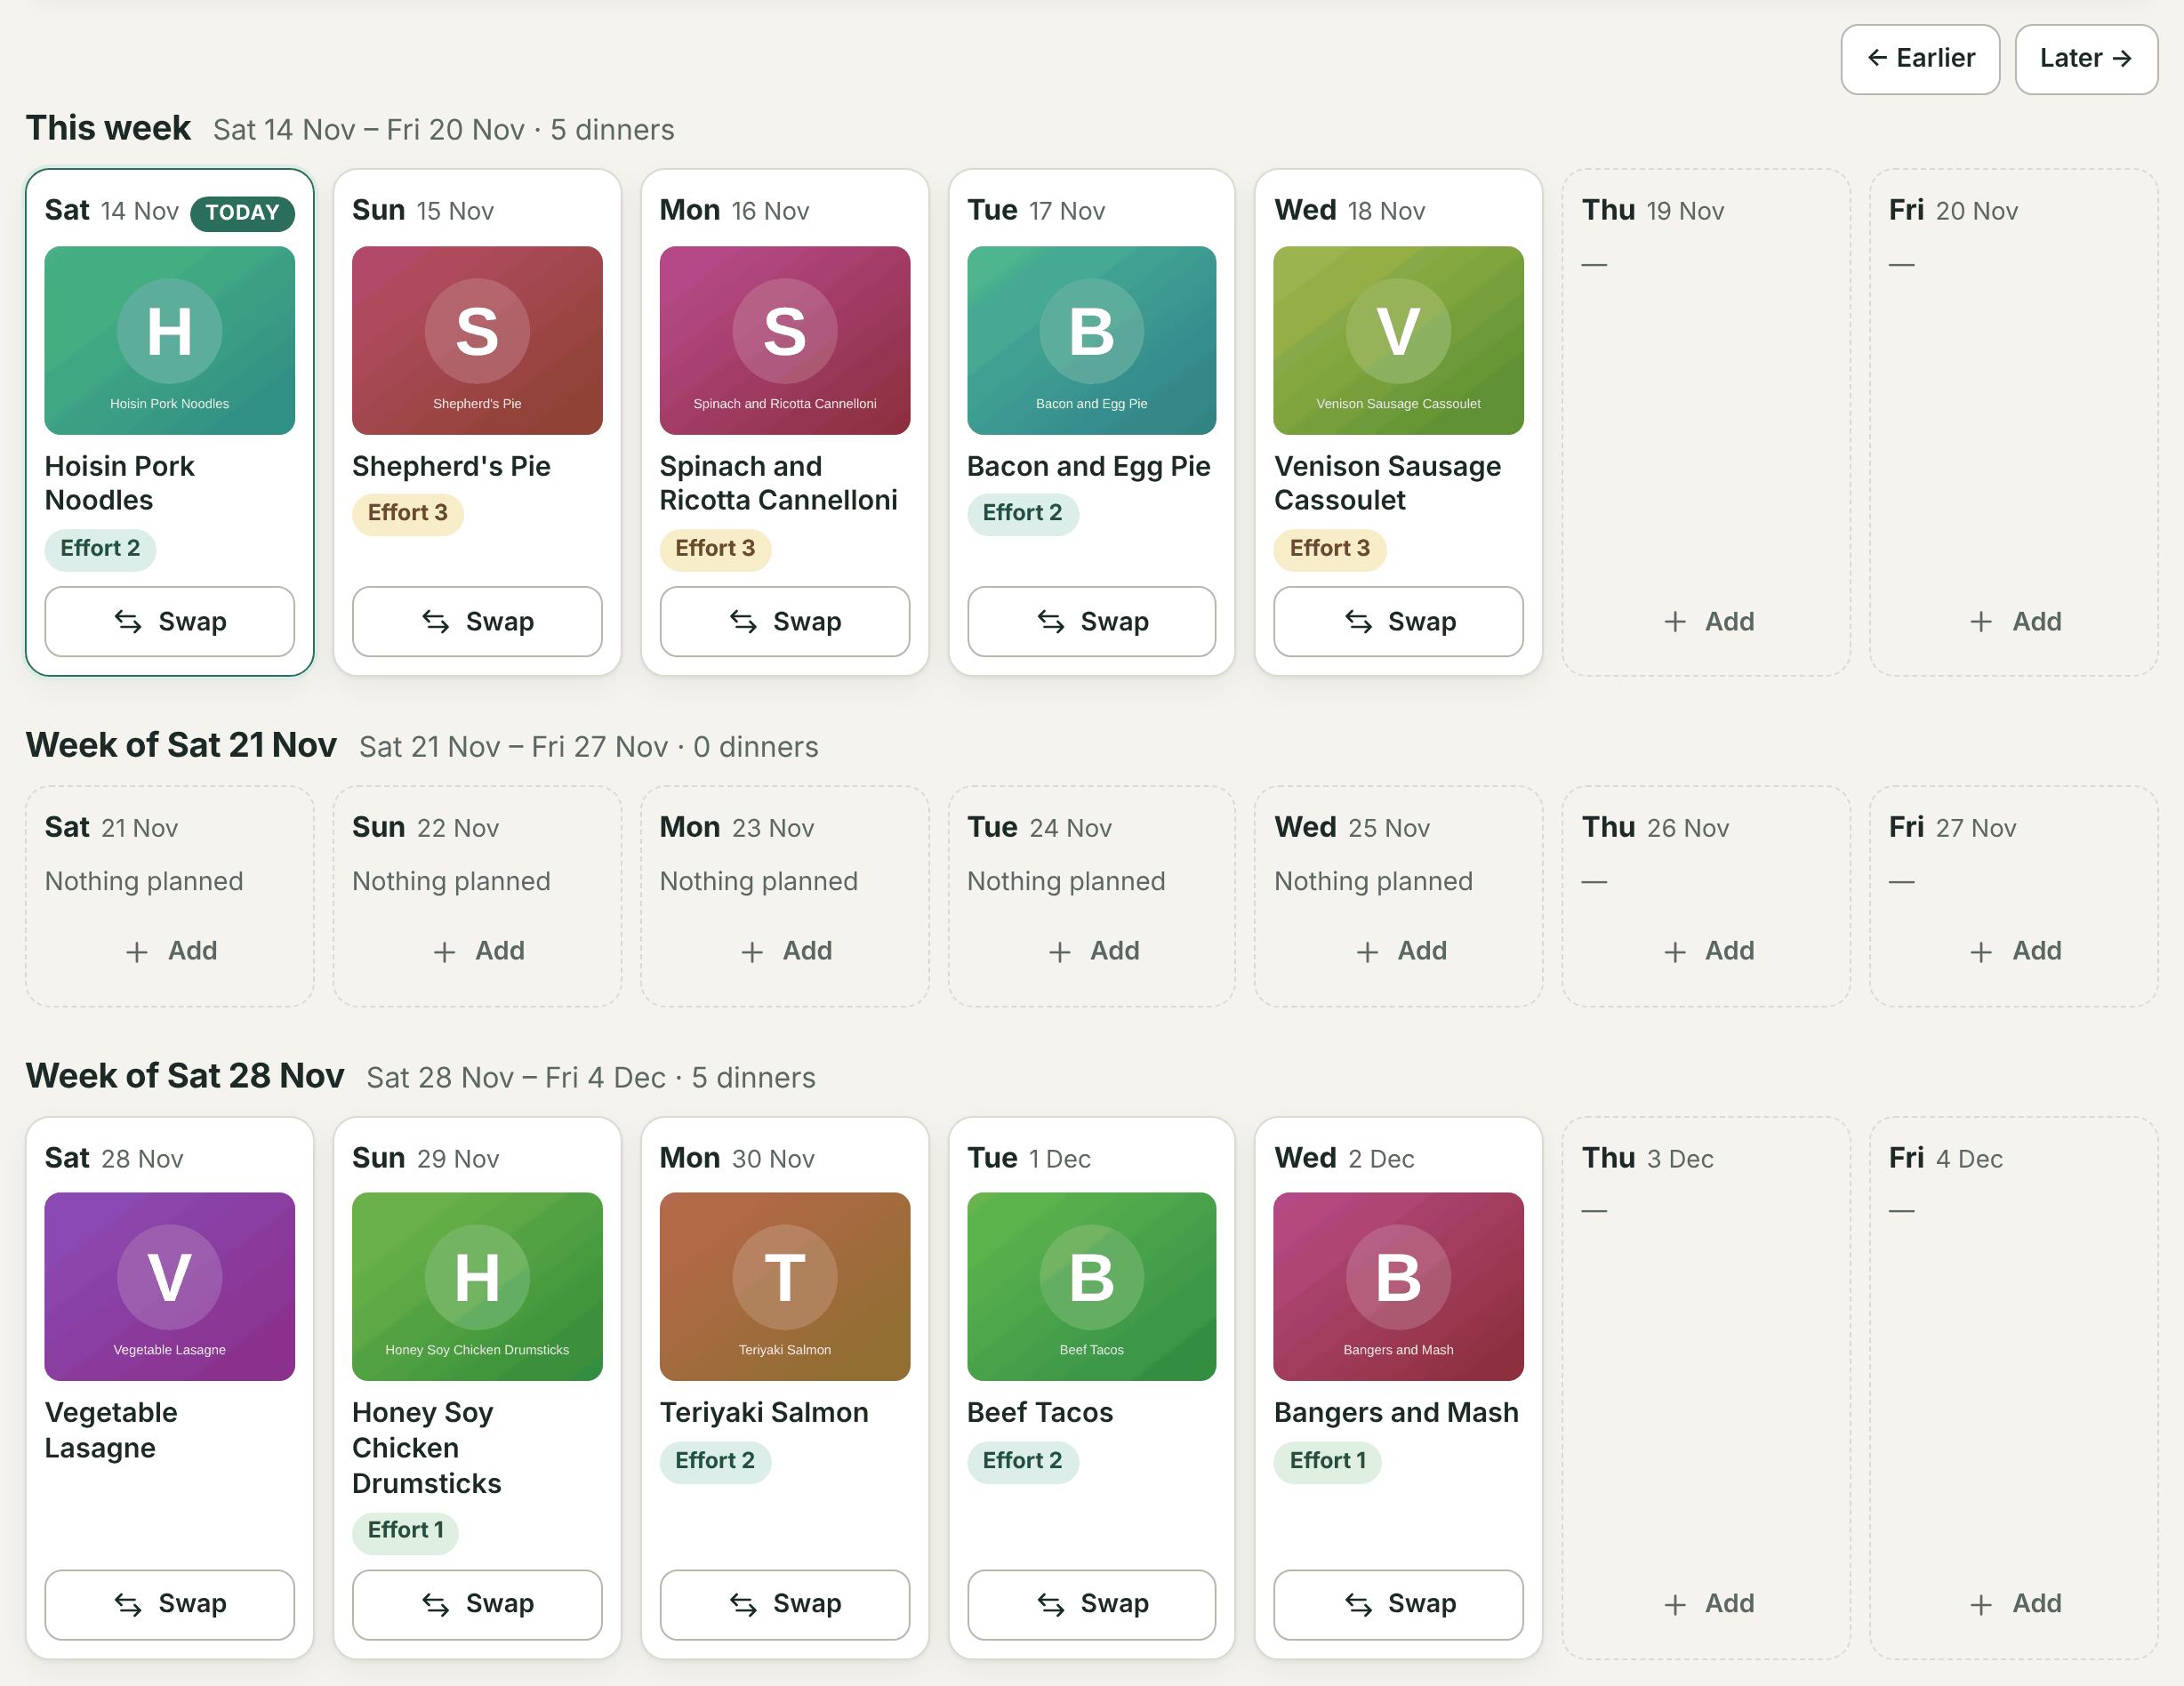 ← Earlier
Later →
This week Sat 14 Nov – Fri 20 Nov · 5 dinners
Sat 14 Nov TODAY
H
Hoisin Pork Noodles
Hoisin Pork
Noodles
Effort 2
Swap
Sun 15 Nov
S
Shepherd's Pie
Shepherd's Pie
Effort 3
Swap
Mon 16 Nov
S
Spinach and Ricotta Cannelloni
Spinach and
Ricotta Cannelloni
Effort 3
Swap
Tue 17 Nov
B
Bacon and Egg Pie
Bacon and Egg Pie
Effort 2
Swap
Wed 18 Nov
V
Venison Sausage Cassoulet
Venison Sausage
Cassoulet
Effort 3
Swap
Thu 19 Nov
—
+ Add
Fri 20 Nov
—
+ Add
Week of Sat 21 Nov Sat 21 Nov – Fri 27 Nov · 0 dinners
Sat 21 Nov
Nothing planned
+ Add
Sun 22 Nov
Nothing planned
+ Add
Mon 23 Nov
Nothing planned
+ Add
Tue 24 Nov
Nothing planned
+ Add
Wed 25 Nov
Nothing planned
+ Add
Thu 26 Nov
—
+ Add
Fri 27 Nov
—
+ Add
Week of Sat 28 Nov Sat 28 Nov – Fri 4 Dec · 5 dinners
Sat 28 Nov
V
Vegetable Lasagne
Vegetable
Lasagne
Swap
Sun 29 Nov
H
Honey Soy Chicken Drumsticks
Honey Soy
Chicken
Drumsticks
Effort 1
Swap
Mon 30 Nov
T
Teriyaki Salmon
Teriyaki Salmon
Effort 2
Swap
Tue 1 Dec
B
Beef Tacos
Beef Tacos
Effort 2
Swap
Wed 2 Dec
B
Bangers and Mash
Bangers and Mash
Effort 1
Swap
Thu 3 Dec
—
+ Add
Fri 4 Dec
—
+ Add